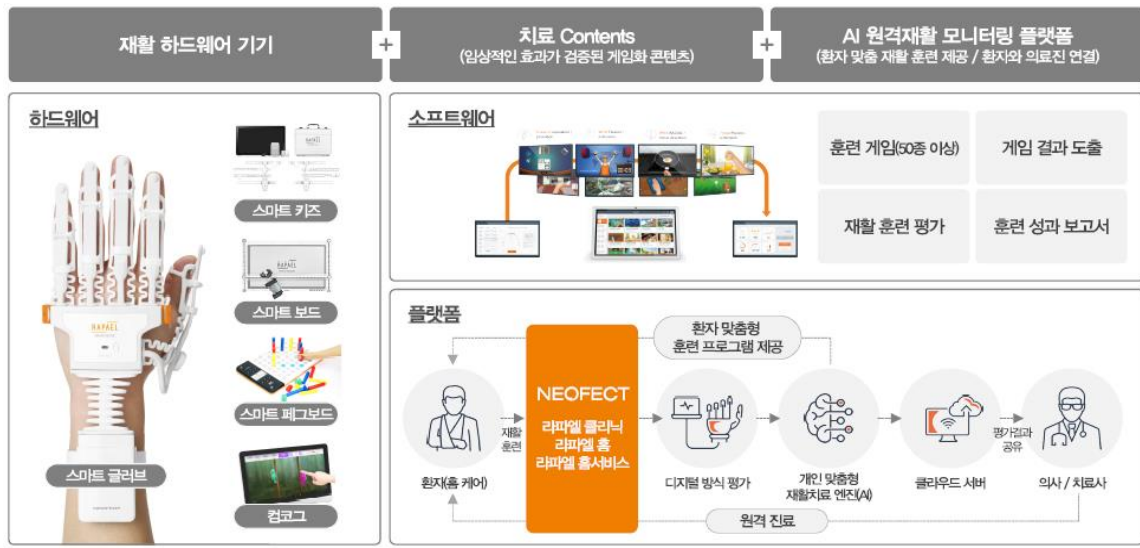 재활 하드웨어 기기
+
치료 Contents
(임상적인 효과가 검증된 게임화 콘텐츠)
+
AI 원격재활 모니터링 플랫폼
(환자 맞춤 재활 훈련 제공 / 환자와 의료진 연결)
하드웨어
RAPAEL
스마트 글러브
스마트 키즈
RAPAEL
스마트 보드
스마트 페그보드
컴코그
소프트웨어
훈련 게임(50종 이상)
게임 결과 도출
재활 훈련 평가
훈련 성과 보고서
플랫폼
환자 맞춤형
훈련 프로그램 제공
환자(홈 케어)
재활
훈련
NEOFECT
라파엘 클리닉
라파엘 홈
라파엘 홈서비스
디지털 방식 평가
개인 맞춤형
재활치료 엔진(AI)
클라우드 서버
평가결과
공유
의사 / 치료사
원격 진료